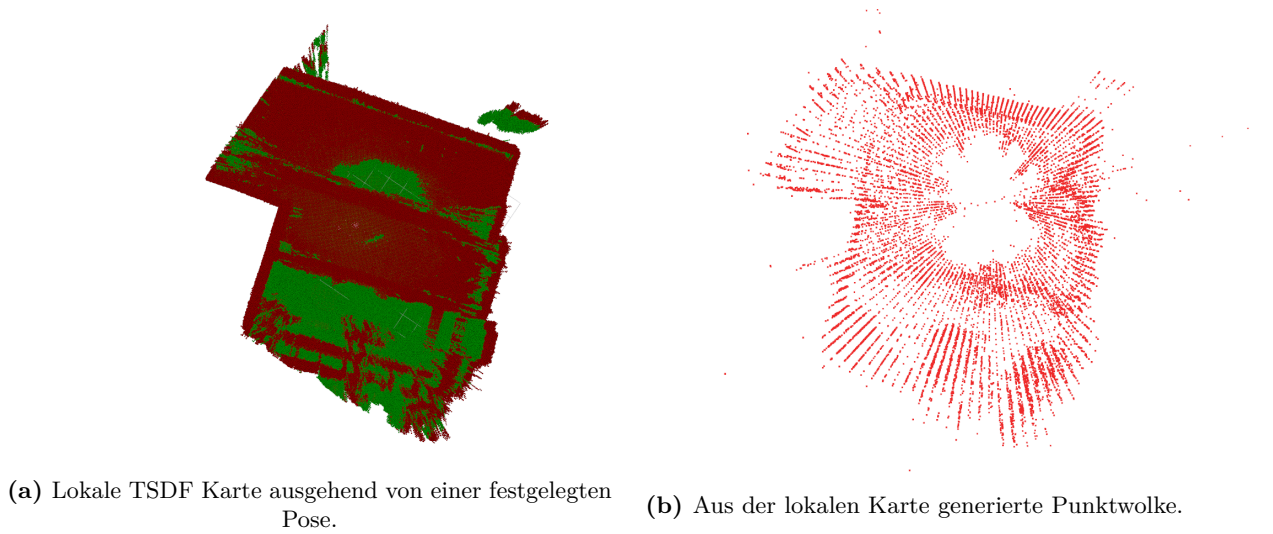 (a) Lokale TSDF Karte ausgehend von einer festgelegten
Pose.
(b) Aus der lokalen Karte generierte Punktwolke.